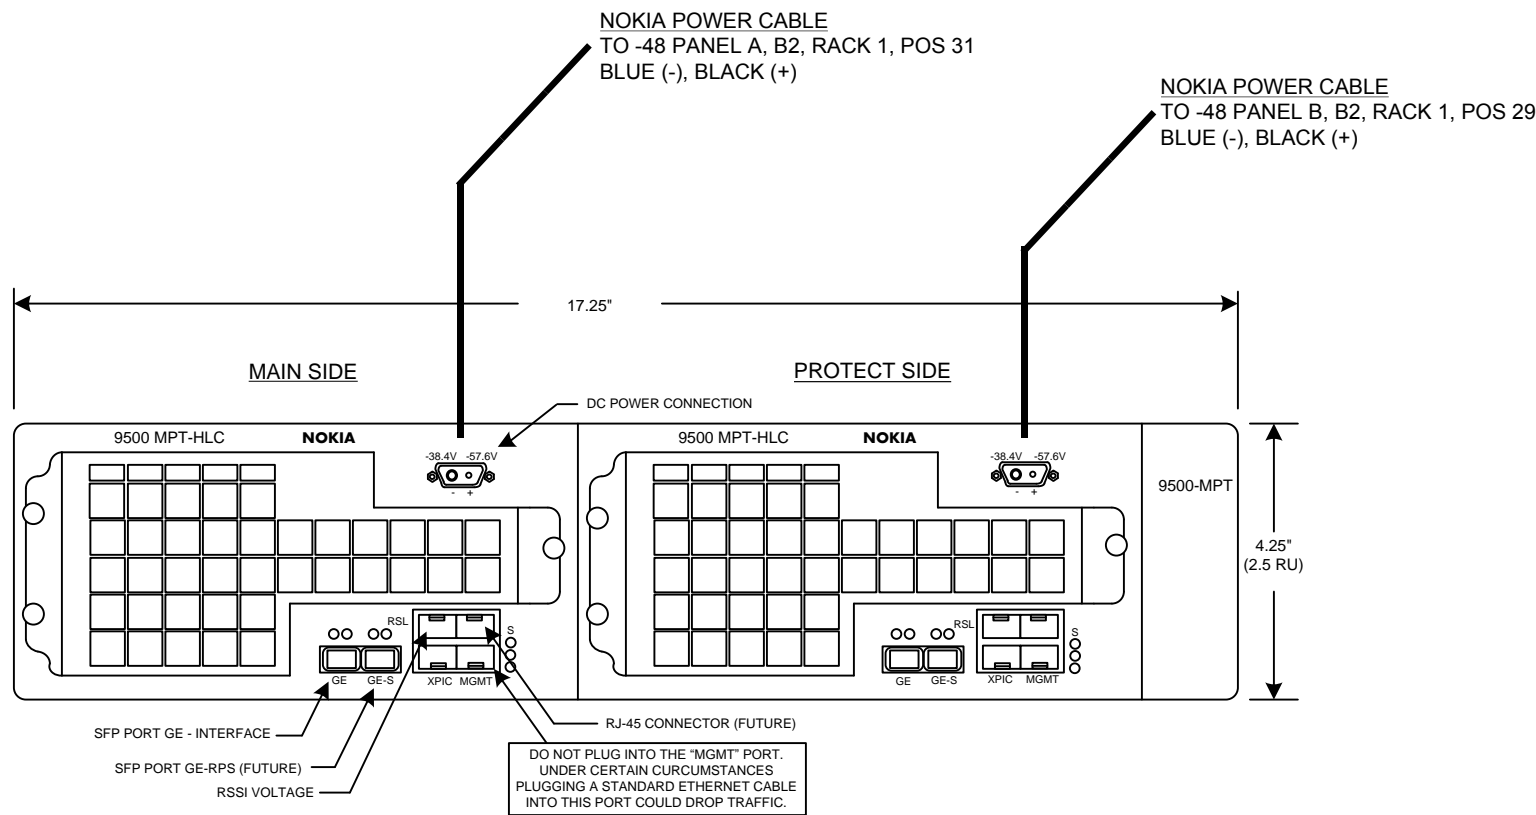 NOKIA POWER CABLE
TO -48 PANEL A, B2, RACK 1, POS 31
BLUE (-), BLACK (+)
NOKIA POWER CABLE
TO -48 PANEL B, B2, RACK 1, POS 29
BLUE (-), BLACK (+)
17.25"
MAIN SIDE
PROTECT SIDE
DC POWER CONNECTION
9500 MPT-HLC
NOKIA
-38.4V -57.6V
- +
RSL
S
GE
GE-S
XPIC
MGMT
9500 MPT-HLC
NOKIA
-38.4V -57.6V
- +
RSL
S
GE
GE-S
XPIC
MGMT
9500-MPT
4.25"
(2.5 RU)
SFP PORT GE - INTERFACE
SFP PORT GE-RPS (FUTURE)
RSSI VOLTAGE
RJ-45 CONNECTOR (FUTURE)
DO NOT PLUG INTO THE “MGMT” PORT.
UNDER CERTAIN CURCUMSTANCES
PLUGGING A STANDARD ETHERNET CABLE
INTO THIS PORT COULD DROP TRAFFIC.